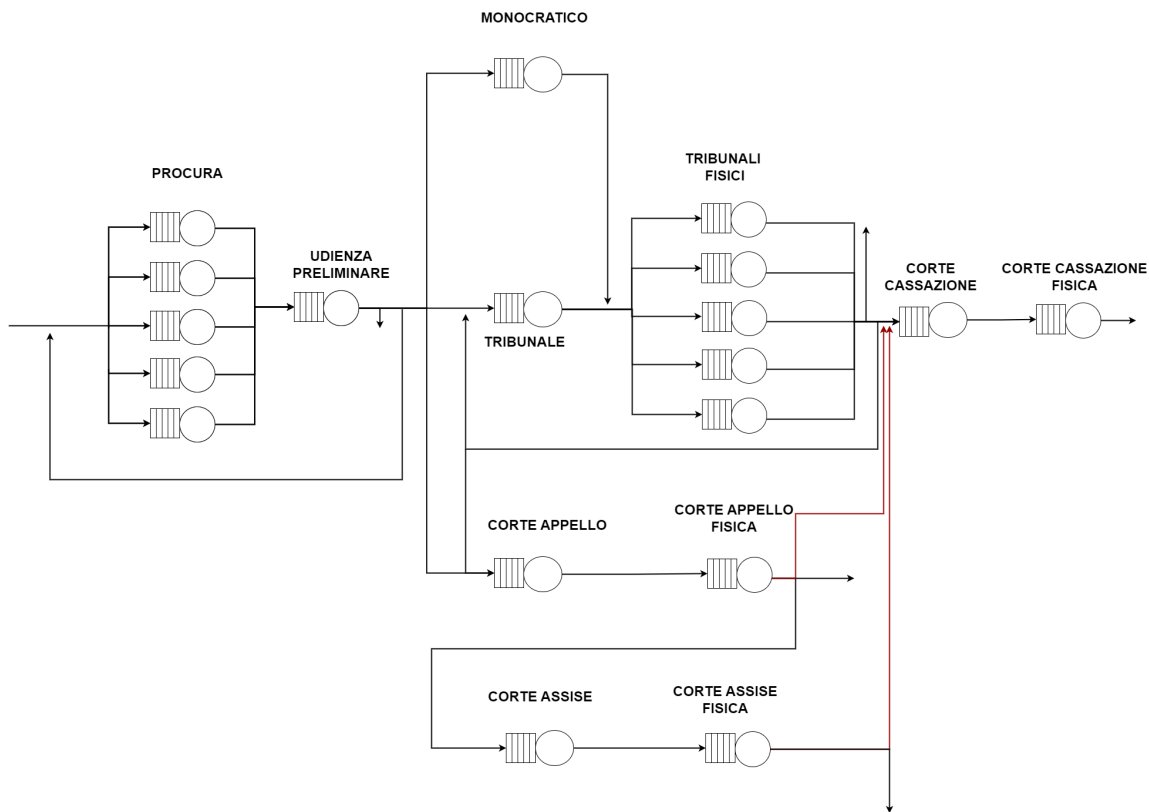 MONOCRATICO
PROCURA
TRIBUNALI
FISICI
UDIENZA
PRELIMINARE
TRIBUNALE
CORTE
CASSAZIONE
CORTE CASSAZIONE
FISICA
CORTE APPELLO
CORTE APPELLO
FISICA
CORTE ASSISE
CORTE ASSISE
FISICA